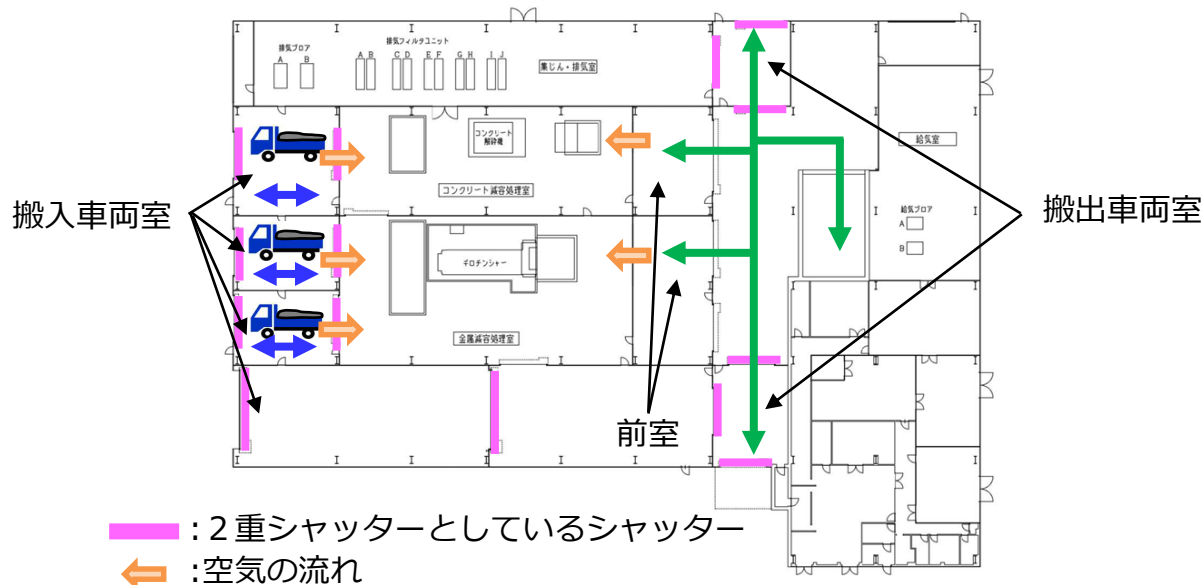 排気ブロア
A B
排気フィルタユニット
A B C D E F G H I J
集じん・排気室
コンクリート
解砕機
給気室
コンクリート減容処理室
搬入車両室
搬出車両室
給気ブロア
A
B
ギロチンシャー
金属減容処理室
前室
:２重シャッターとしているシャッター
:空気の流れ